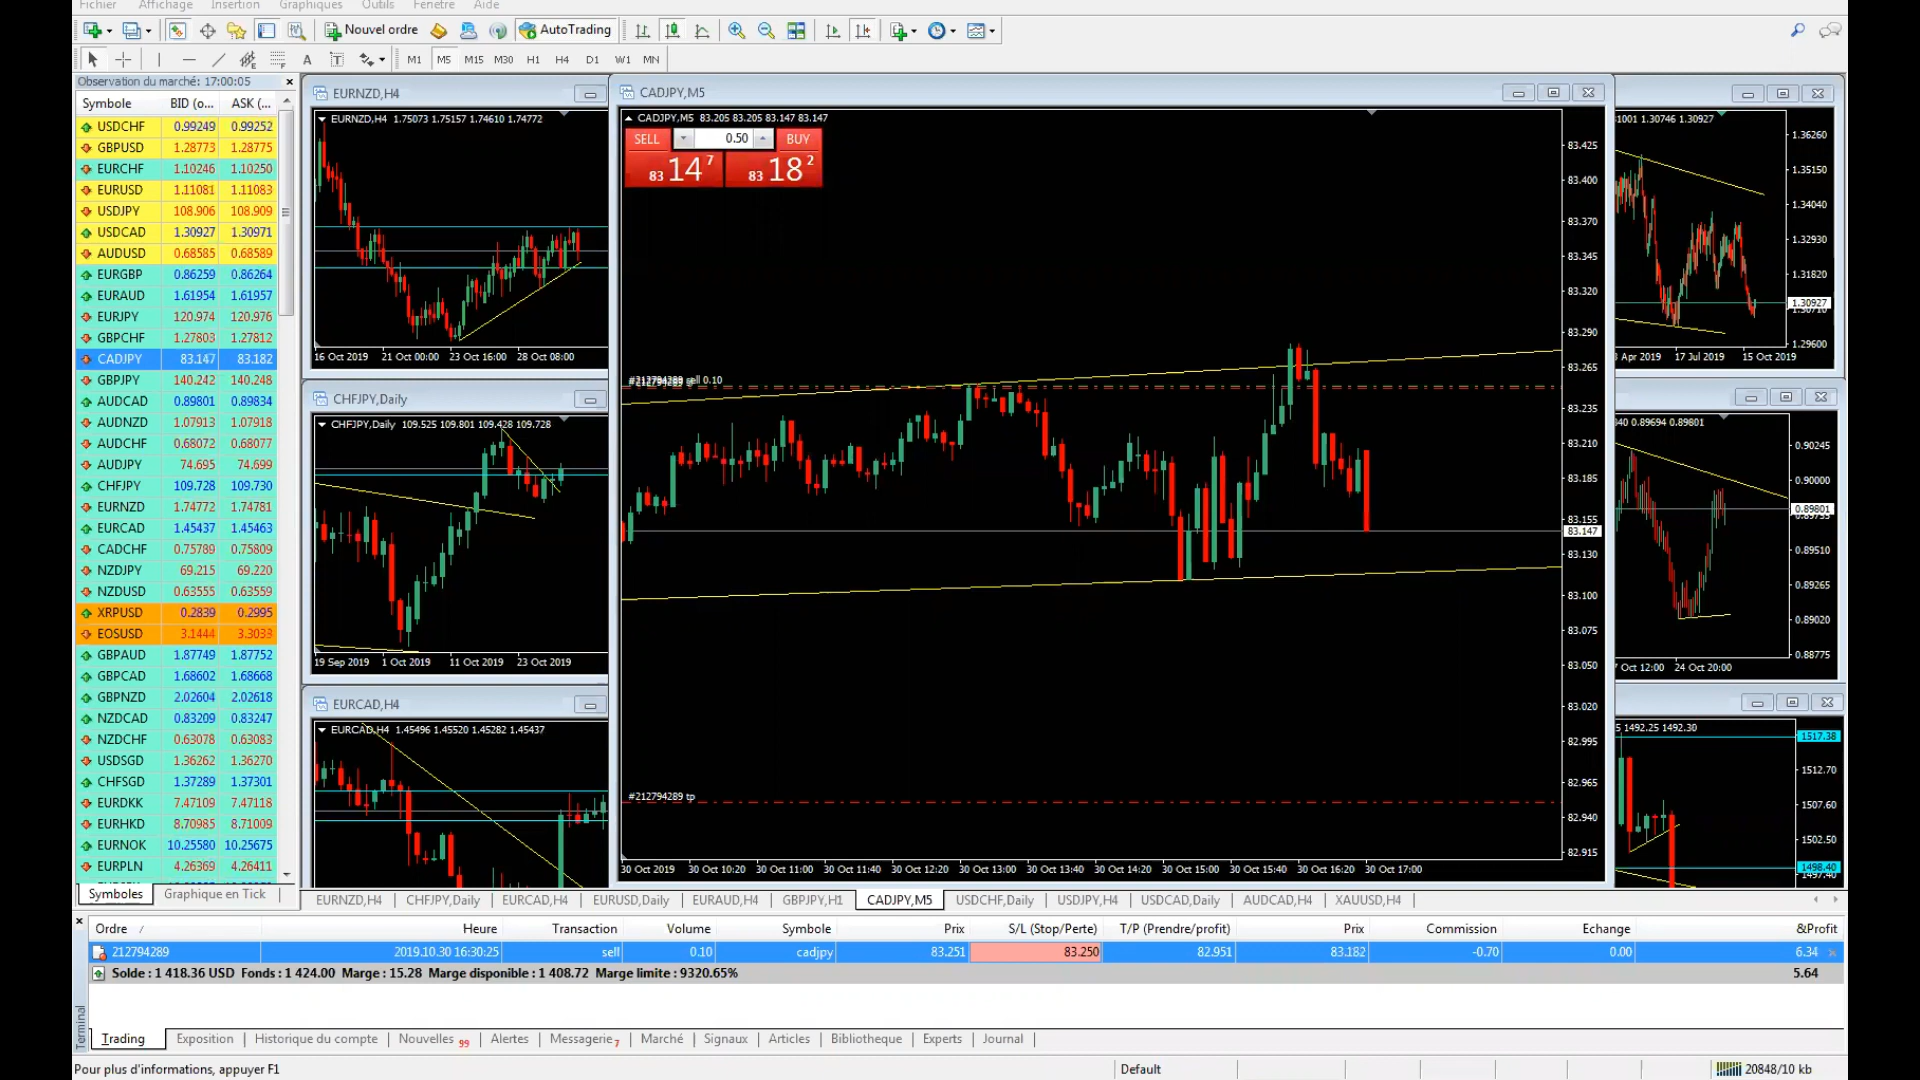 Fichier Affichage Insertion Graphiques Outils Fenêtre Aide
Nouvel ordre AutoTrading
A T M1 M5 M15 M30 H1 H4 D1 W1 MN
Observation du marché: 17:00:05
Symbole BID (o... ASK (...
USDCHF 0.99249 0.99252
GBPUSD 1.28773 1.28775
EURCHF 1.10246 1.10250
EURUSD 1.11081 1.11083
USDJPY 108.906 108.909
USDCAD 1.30927 1.30971
AUDUSD 0.68585 0.68589
EURGBP 0.86259 0.86264
EURAUD 1.61954 1.61957
EURJPY 120.974 120.976
GBPCHF 1.27803 1.27812
CADJPY 83.147 83.182
GBPJPY 140.242 140.248
AUDCAD 0.89801 0.89834
AUDNZD 1.07913 1.07918
AUDCHF 0.68072 0.68077
AUDJPY 74.695 74.699
CHFJPY 109.728 109.730
EURNZD 1.74772 1.74781
EURCAD 1.45437 1.45463
CADCHF 0.75789 0.75809
NZDJPY 69.215 69.220
NZDUSD 0.63555 0.63559
XRPUSD 0.2839 0.2995
EOSUSD 3.1444 3.3033
GBPAUD 1.87749 1.87752
GBPCAD 1.68602 1.68668
GBPNZD 2.02604 2.02618
NZDCAD 0.83209 0.83247
NZDCHF 0.63078 0.63083
USDSGD 1.36262 1.36270
CHFSGD 1.37289 1.37301
EURDKK 7.47109 7.47118
EURHKD 8.70985 8.71009
EURNOK 10.25580 10.25675
EURPLN 4.26369 4.26411
Symboles Graphique en Tick
EURNZD,H4
EURNZD,H4 1.75073 1.75157 1.74610 1.74772
16 Oct 2019 21 Oct 00:00 23 Oct 16:00 28 Oct 08:00
CHFJPY,Daily
CHFJPY,Daily 109.525 109.801 109.428 109.728
19 Sep 2019 1 Oct 2019 11 Oct 2019 23 Oct 2019
EURCAD,H4
EURCAD,H4 1.45496 1.45520 1.45282 1.45437
CADJPY,M5
CADJPY,M5 83.205 83.205 83.147 83.147
SELL 0.50 BUY
83 14 7 83 18 2
#212794289 sell 0.10
#212794289 tp
83.425
83.400
83.370
83.345
83.320
83.290
83.265
83.235
83.210
83.185
83.155
83.147
83.130
83.100
83.075
83.050
83.020
82.995
82.965
82.940
82.915
30 Oct 2019 30 Oct 10:20 30 Oct 11:00 30 Oct 11:40 30 Oct 12:20 30 Oct 13:00 30 Oct 13:40 30 Oct 14:20 30 Oct 15:00 30 Oct 15:40 30 Oct 16:20 30 Oct 17:00
1.30746 1.30927
1.36260
1.35150
1.34040
1.32930
1.31820
1.30927
1.30710
1.29600
Apr 2019 17 Jul 2019 15 Oct 2019
0.89694 0.89801
0.90245
0.90000
0.89801
0.89510
0.89265
0.89020
0.88775
Oct 12:00 24 Oct 20:00
1492.25 1492.30
1517.38
1512.70
1507.60
1502.50
1498.40
1497.40
EURNZD,H4 CHFJPY,Daily EURCAD,H4 EURUSD,Daily EURAUD,H4 GBPJPY,H1 CADJPY,M5 USDCHF,Daily USDJPY,H4 USDCAD,Daily AUDCAD,H4 XAUUSD,H4
Ordre / Heure Transaction Volume Symbole Prix S/L (Stop/Perte) T/P (Prendre/profit) Prix Commission Echange &Profit
212794289 2019.10.30 16:30:25 sell 0.10 cadjpy 83.251 83.250 82.951 83.182 -0.70 0.00 6.34
Solde : 1 418.36 USD Fonds : 1 424.00 Marge : 15.28 Marge disponible : 1 408.72 Marge limite : 9320.65% 5.64
Terminal
Trading Exposition Historique du compte Nouvelles 99 Alertes Messagerie 7 Marché Signaux Articles Bibliotheque Experts Journal
Pour plus d'informations, appuyer F1 Default 20848/10 kb